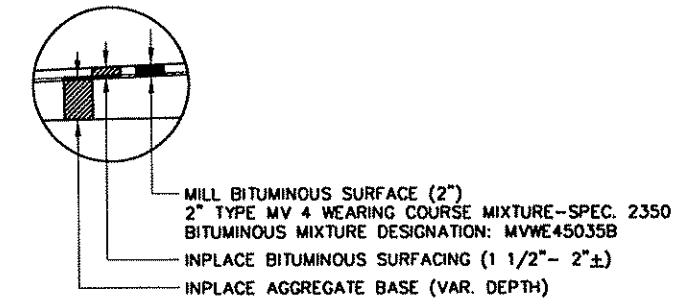 MILL BITUMINOUS SURFACE (2")
2" TYPE MV 4 WEARING COURSE MIXTURE-SPEC. 2350
BITUMINOUS MIXTURE DESIGNATION: MVWE45035B
INPLACE BITUMINOUS SURFACING (1 1/2"- 2"±)
INPLACE AGGREGATE BASE (VAR. DEPTH)